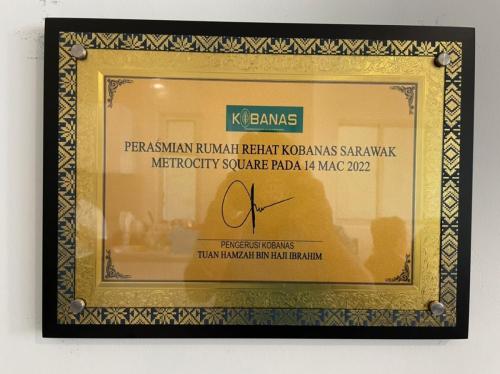 KOBANAS
PERASMIAN RUMAH REHAT KOBANAS SARAWAK
METROCITY SQUARE PADA 14 MAC 2022
PENGERUSI KOBANAS
TUAN HAMZAH BIN HAJI IBRAHIM